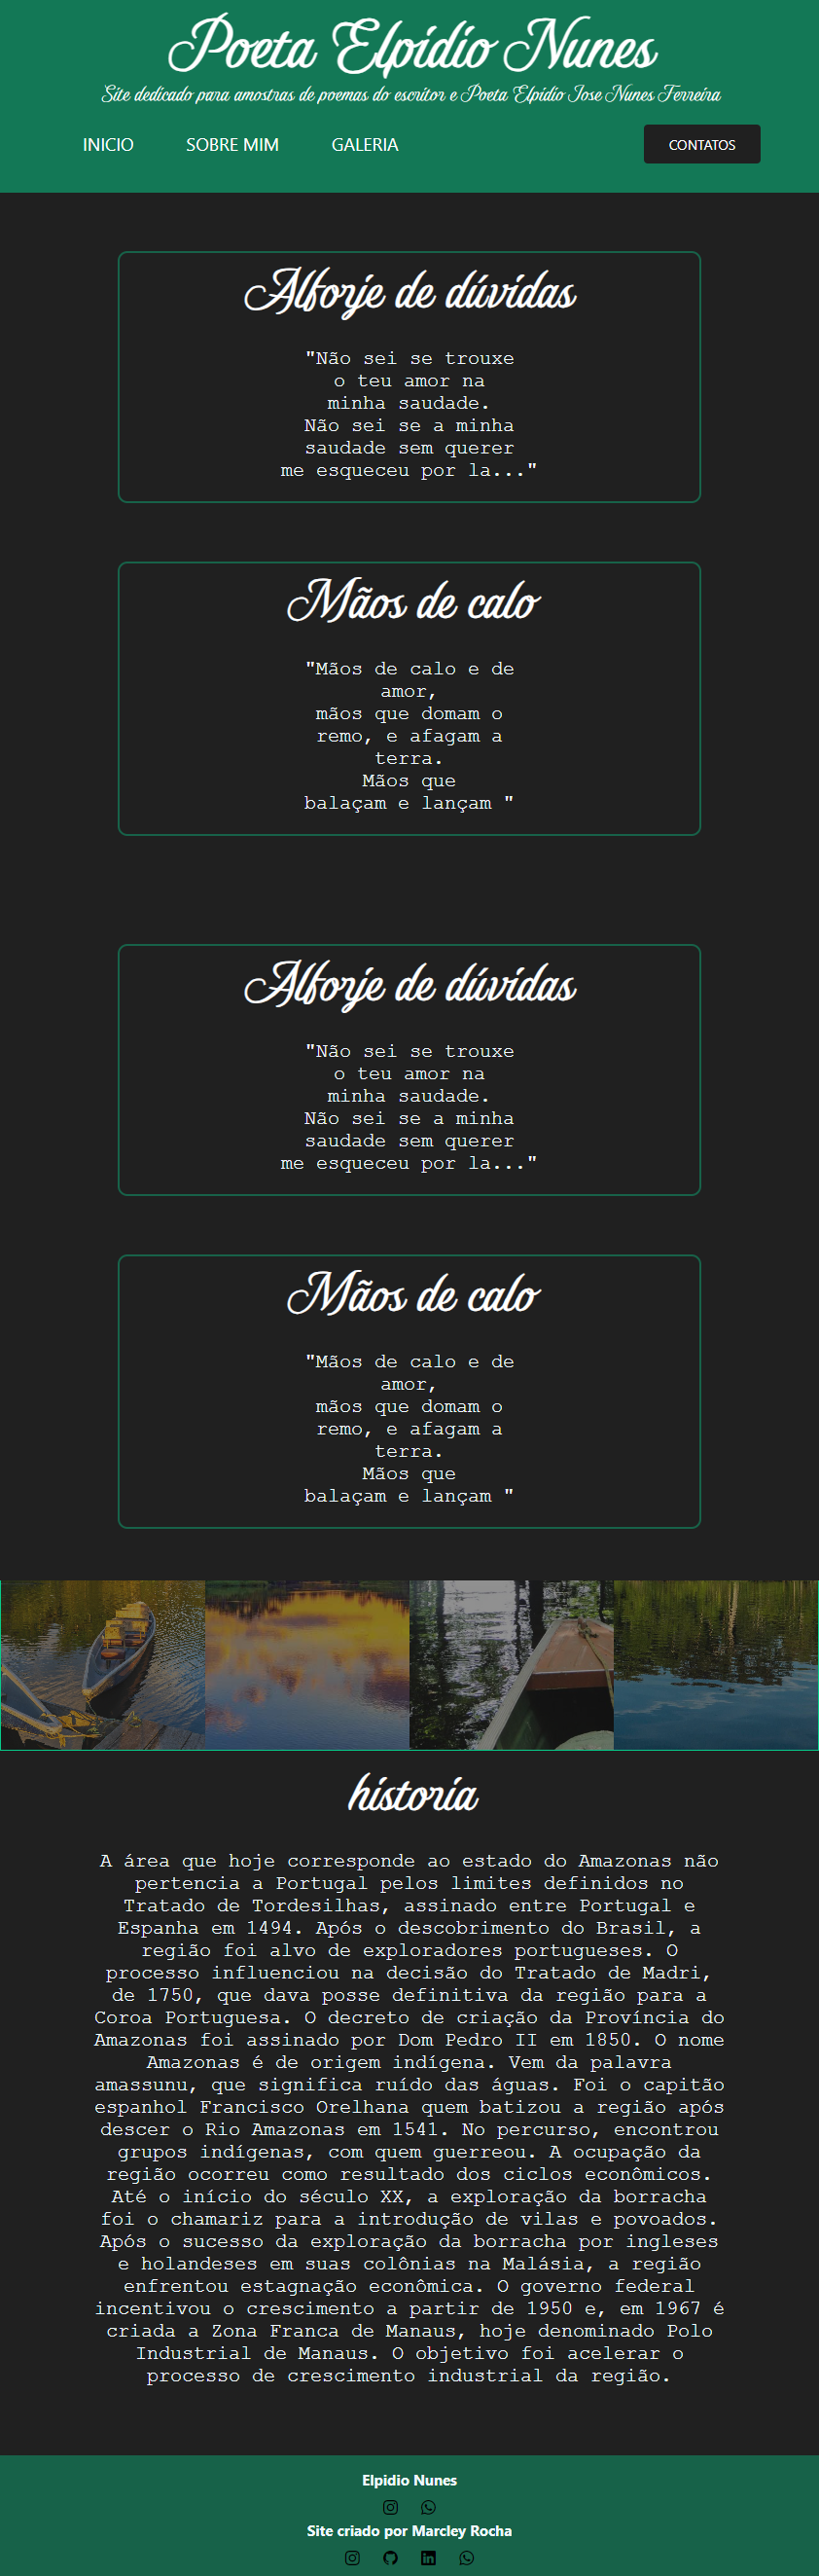 Poeta Elpídio Nunes
Site dedicado para amostras de poemas do escritor e Poeta Elpídio Jose Nunes Ferreira
INICIO SOBRE MIM GALERIA CONTATOS
Alforje de dúvidas
"Não sei se trouxe
o teu amor na
minha saudade.
Não sei se a minha
saudade sem querer
me esqueceu por la..."
Mãos de calo
"Mãos de calo e de
amor,
mãos que domam o
remo, e afagam a
terra.
Mãos que
balaçam e lançam "
Alforje de dúvidas
"Não sei se trouxe
o teu amor na
minha saudade.
Não sei se a minha
saudade sem querer
me esqueceu por la..."
Mãos de calo
"Mãos de calo e de
amor,
mãos que domam o
remo, e afagam a
terra.
Mãos que
balaçam e lançam "
historia
A área que hoje corresponde ao estado do Amazonas não
pertencia a Portugal pelos limites definidos no
Tratado de Tordesilhas, assinado entre Portugal e
Espanha em 1494. Após o descobrimento do Brasil, a
região foi alvo de exploradores portugueses. O
processo influenciou na decisão do Tratado de Madri,
de 1750, que dava posse definitiva da região para a
Coroa Portuguesa. O decreto de criação da Província do
Amazonas foi assinado por Dom Pedro II em 1850. O nome
Amazonas é de origem indígena. Vem da palavra
amassunu, que significa ruído das águas. Foi o capitão
espanhol Francisco Orelhana quem batizou a região após
descer o Rio Amazonas em 1541. No percurso, encontrou
grupos indígenas, com quem guerreou. A ocupação da
região ocorreu como resultado dos ciclos econômicos.
Até o início do século XX, a exploração da borracha
foi o chamariz para a introdução de vilas e povoados.
Após o sucesso da exploração da borracha por ingleses
e holandeses em suas colônias na Malásia, a região
enfrentou estagnação econômica. O governo federal
incentivou o crescimento a partir de 1950 e, em 1967 é
criada a Zona Franca de Manaus, hoje denominado Polo
Industrial de Manaus. O objetivo foi acelerar o
processo de crescimento industrial da região.
Elpidio Nunes
Site criado por Marcley Rocha